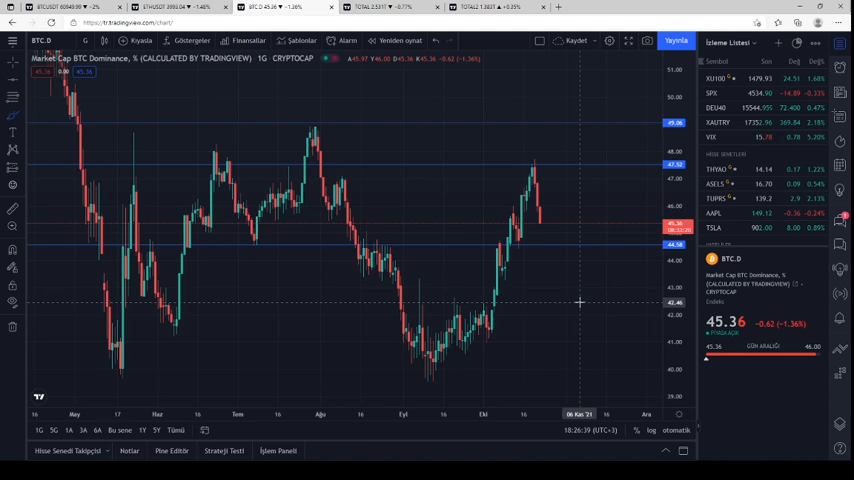 BTCUSDT 60949.99 ▼ −2%
ETHUSDT 3993.04 ▼ −1.48%
BTC.D 45.36 ▼ −1.36%
TOTAL 2.531T ▼ −0.77%
TOTAL2 1.383T ▲ +0.35%
https://tr.tradingview.com/chart/
BTC.D G Kıyasla Göstergeler Finansallar Şablonlar Alarm Yeniden oynat Kaydet Yayınla
Market Cap BTC Dominance, % (CALCULATED BY TRADINGVIEW) · 1G · CRYPTOCAP A45.97 Y46.00 D45.36 K45.36 −0.62 (−1.36%)
45.36 0.00 45.36
51.00
50.00
49.06
48.00
47.52
47.00
46.00
45.36
08:33:20
44.58
44.00
43.00
42.46
42.00
41.00
40.00
39.00
16 May 17 Haz 16 Tem 16 Ağu 16 Eyl 16 Eki 16 06 Kas '21 16 Ara
1G 5G 1A 3A 6A Bu sene 1Y 5Y Tümü
18:26:39 (UTC+3) % log otomatik
Hisse Senedi Takipçisi Notlar Pine Editör Strateji Testi İşlem Paneli
İzleme Listesi
Sembol Son Değ Değ%
XU100 1479.93 24.51 1.68%
SPX 4534.90 −14.89 −0.33%
DEU40 15544.95 72.400 0.47%
XAUTRY 17352.96 369.84 2.18%
VIX 15.78 0.78 5.20%
HİSSE SENETLERİ
THYAO 14.14 0.17 1.22%
ASELS 16.70 0.09 0.54%
TUPRS 139.2 2.9 2.13%
AAPL 149.12 −0.36 −0.24%
TSLA 902.00 8.00 0.89%
BTC.D
Market Cap BTC Dominance, %
(CALCULATED BY TRADINGVIEW) •
CRYPTOCAP
Endeks
45.36 −0.62 (−1.36%)
PİYASA AÇIK
45.36 GÜN ARALIĞI 46.00